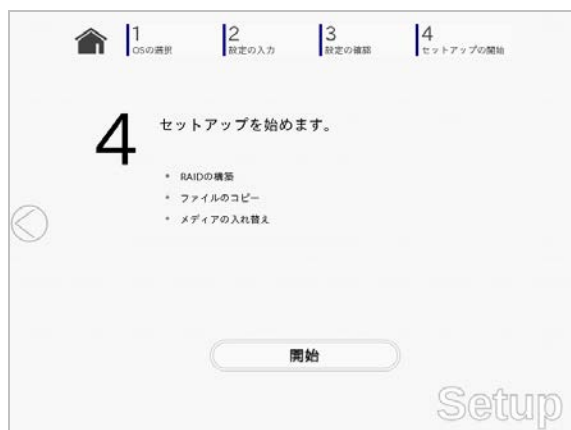 1
OSの選択
2
設定の入力
3
設定の確認
4
セットアップの開始
4
セットアップを始めます。
• RAIDの構築
• ファイルのコピー
• メディアの入れ替え
開始
Setup